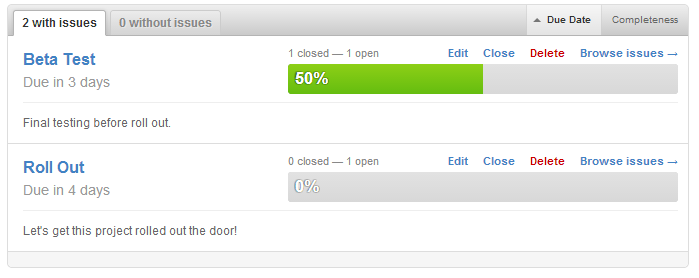 2 with issues 0 without issues Due Date Completeness
Beta Test 1 closed — 1 open Edit Close Delete Browse issues →
Due in 3 days 50%
Final testing before roll out.
Roll Out 0 closed — 1 open Edit Close Delete Browse issues →
Due in 4 days 0%
Let's get this project rolled out the door!